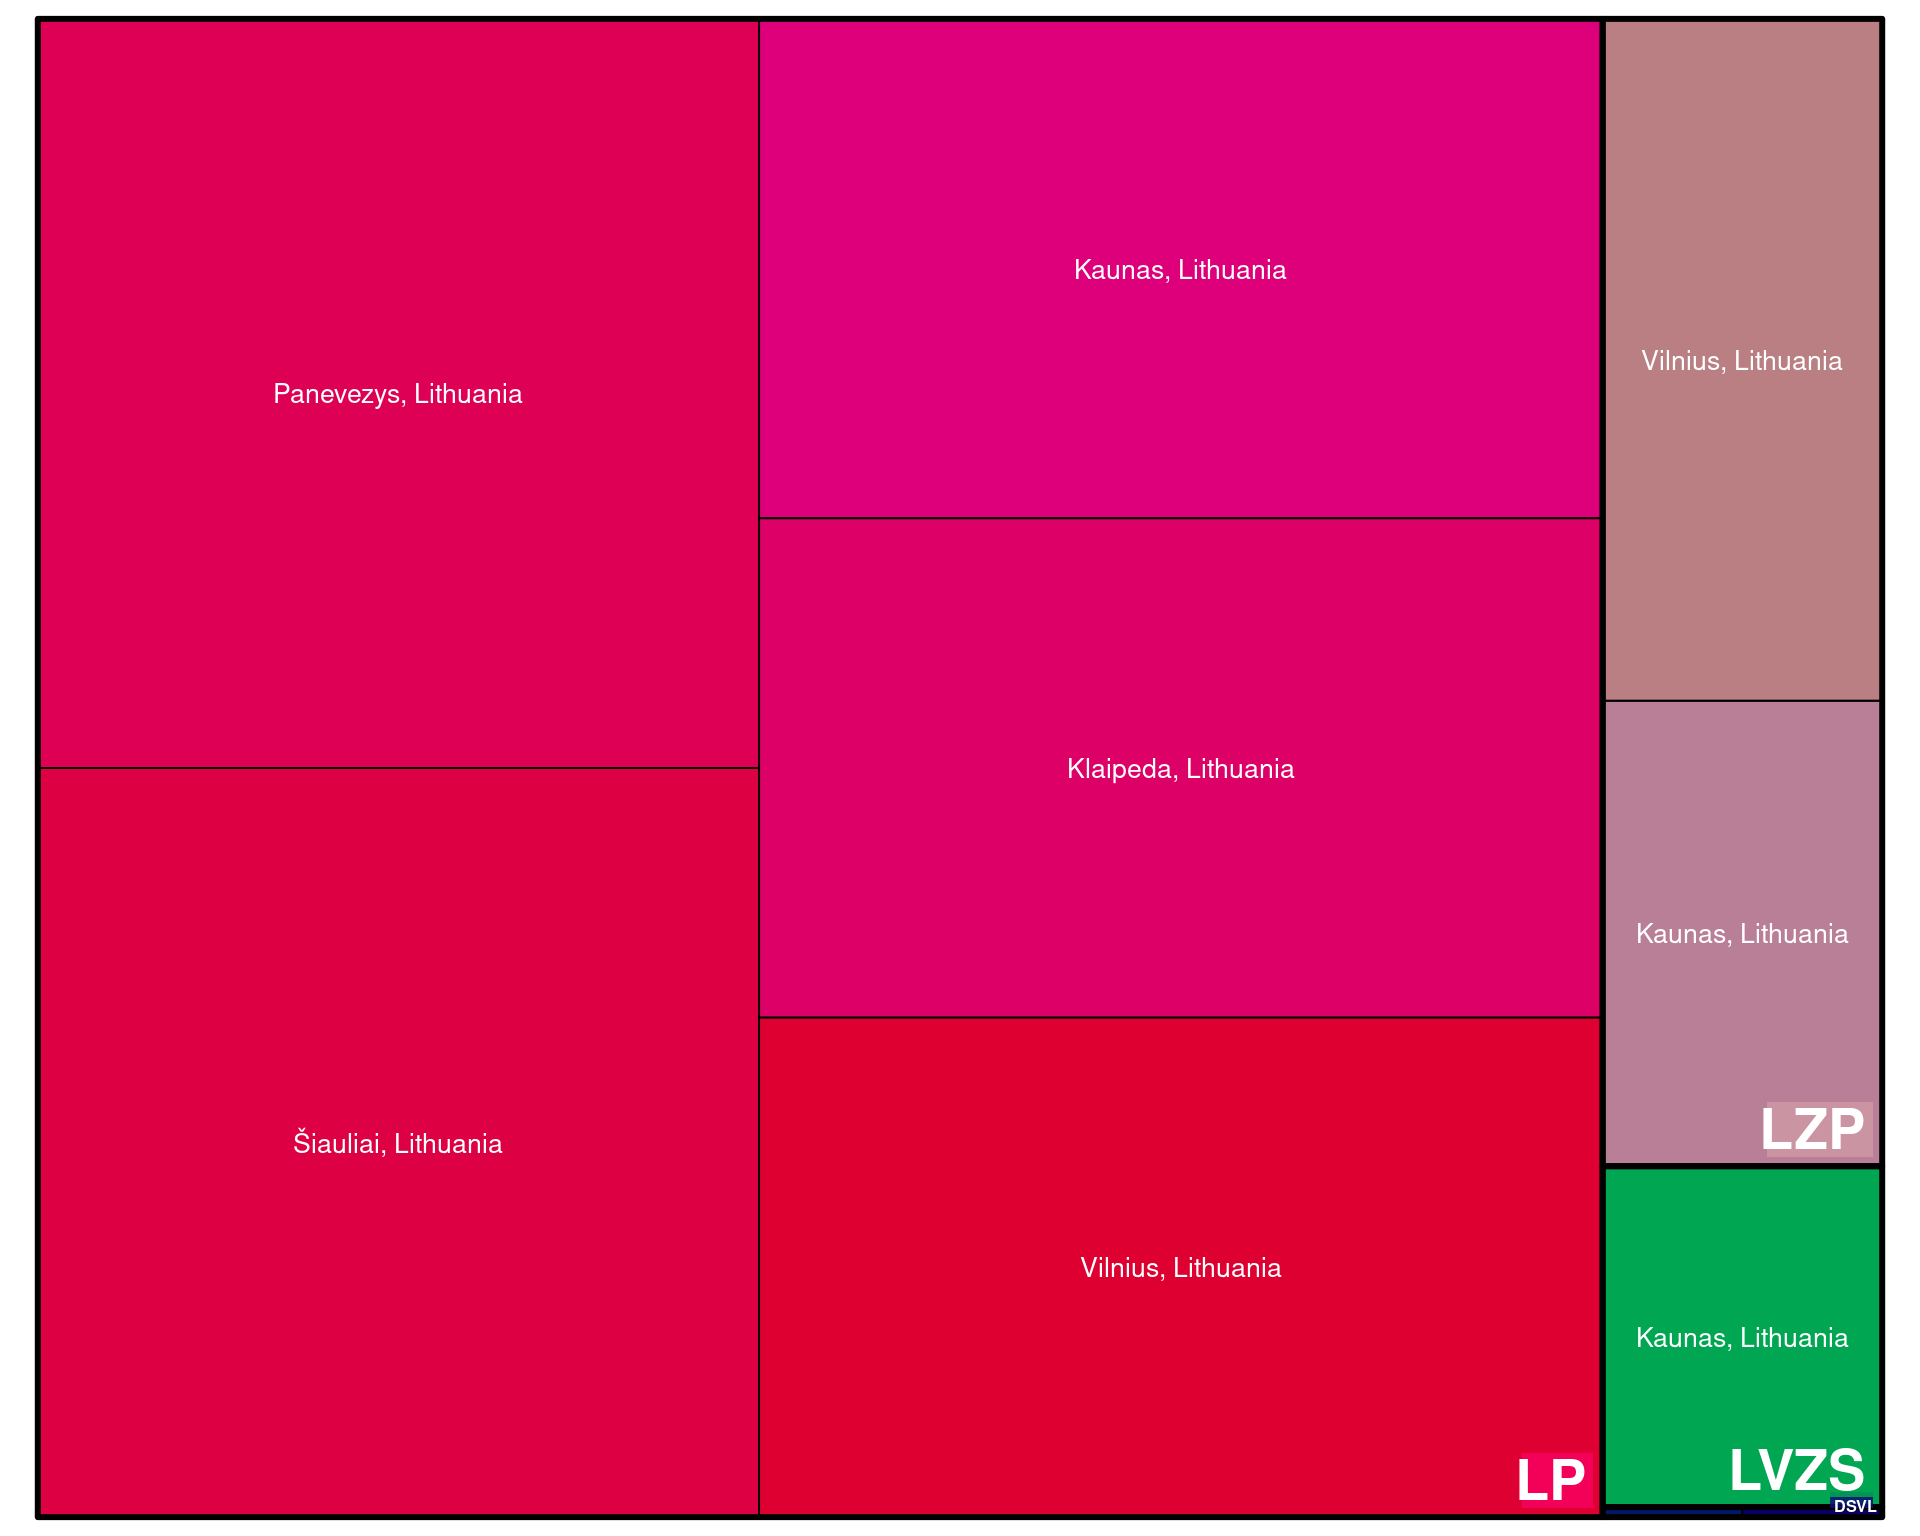 Panevezys, Lithuania
Šiauliai, Lithuania
Kaunas, Lithuania
Klaipeda, Lithuania
Vilnius, Lithuania
LP
Vilnius, Lithuania
Kaunas, Lithuania
LZP
Kaunas, Lithuania
LVZS
DSVL